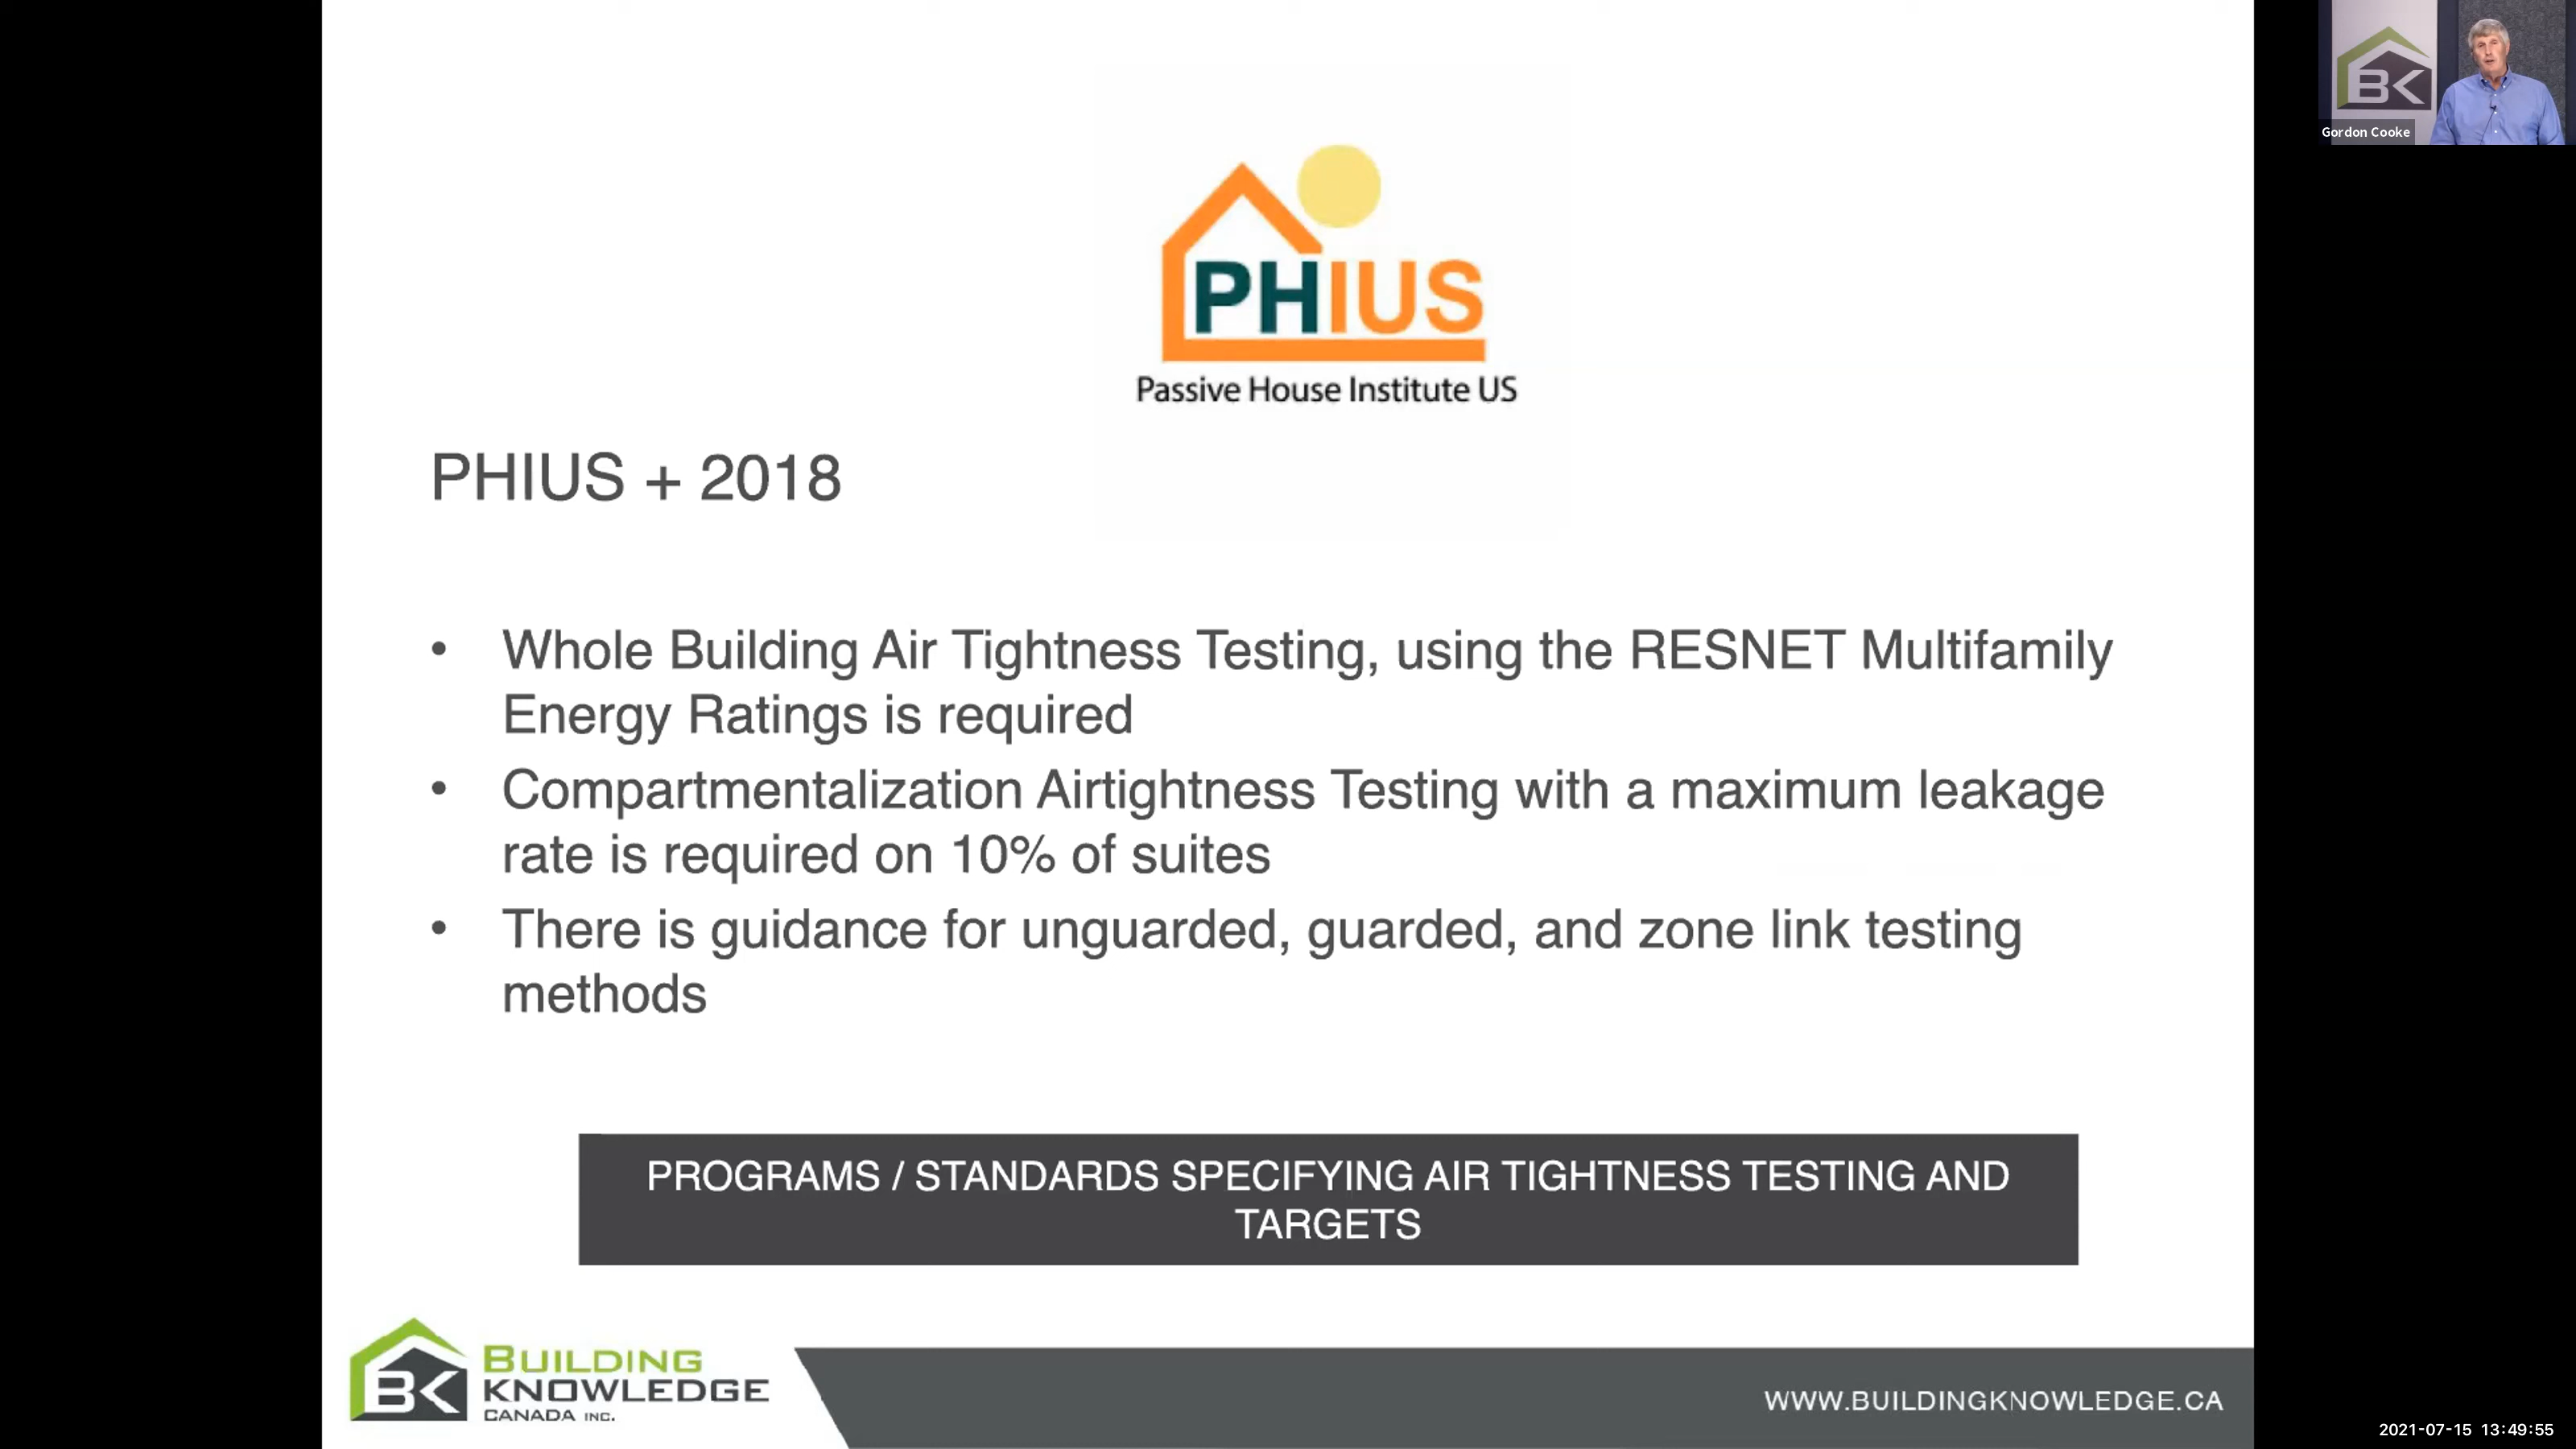 BK
Gordon Cooke
PHIUS
Passive House Institute US
PHIUS + 2018
• Whole Building Air Tightness Testing, using the RESNET Multifamily
Energy Ratings is required
• Compartmentalization Airtightness Testing with a maximum leakage
rate is required on 10% of suites
• There is guidance for unguarded, guarded, and zone link testing
methods
PROGRAMS / STANDARDS SPECIFYING AIR TIGHTNESS TESTING AND
TARGETS
BK
BUILDING
KNOWLEDGE
CANADA INC.
WWW.BUILDINGKNOWLEDGE.CA
2021-07-15 13:49:55